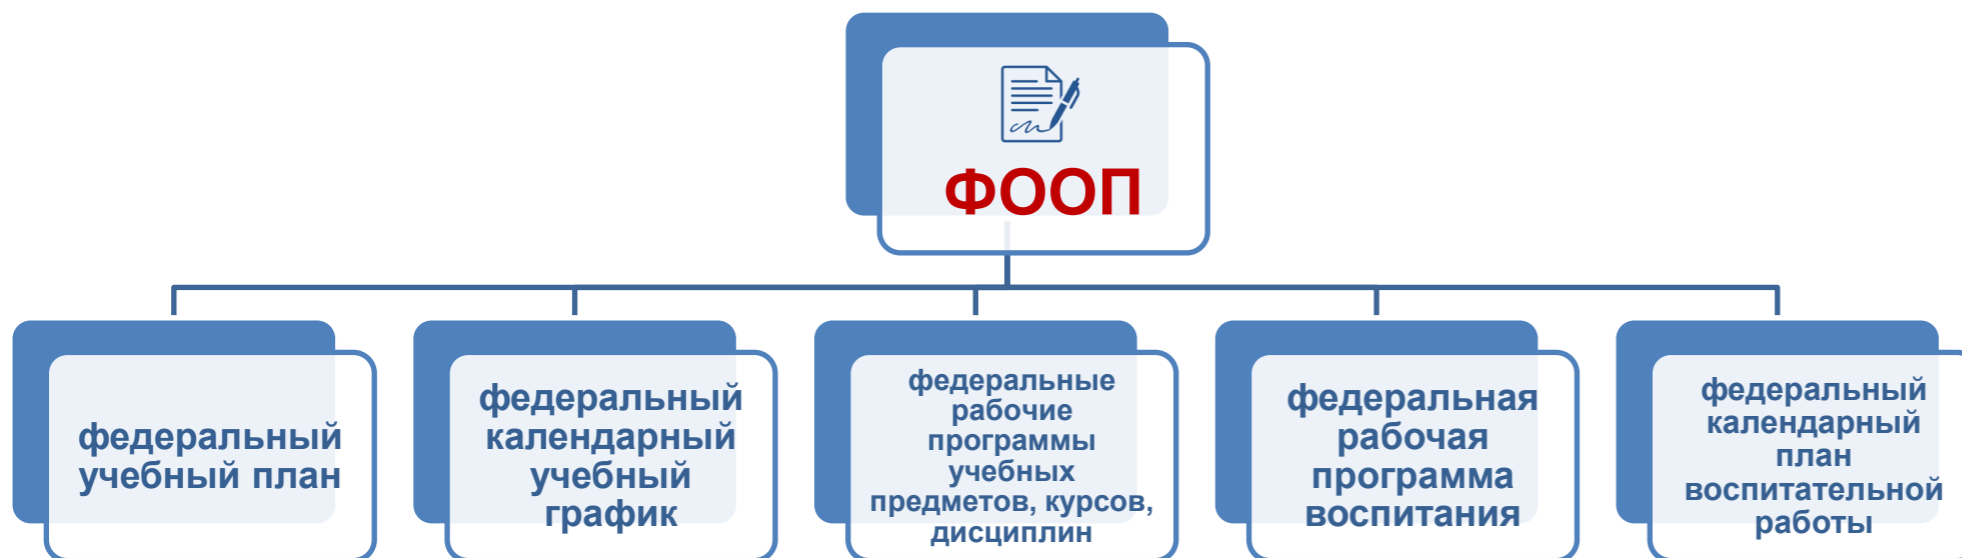 ФООП
федеральный
учебный план
федеральный
календарный
учебный
график
федеральные
рабочие
программы
учебных
предметов, курсов,
дисциплин
федеральная
рабочая
программа
воспитания
федеральный
календарный
план
воспитательной
работы